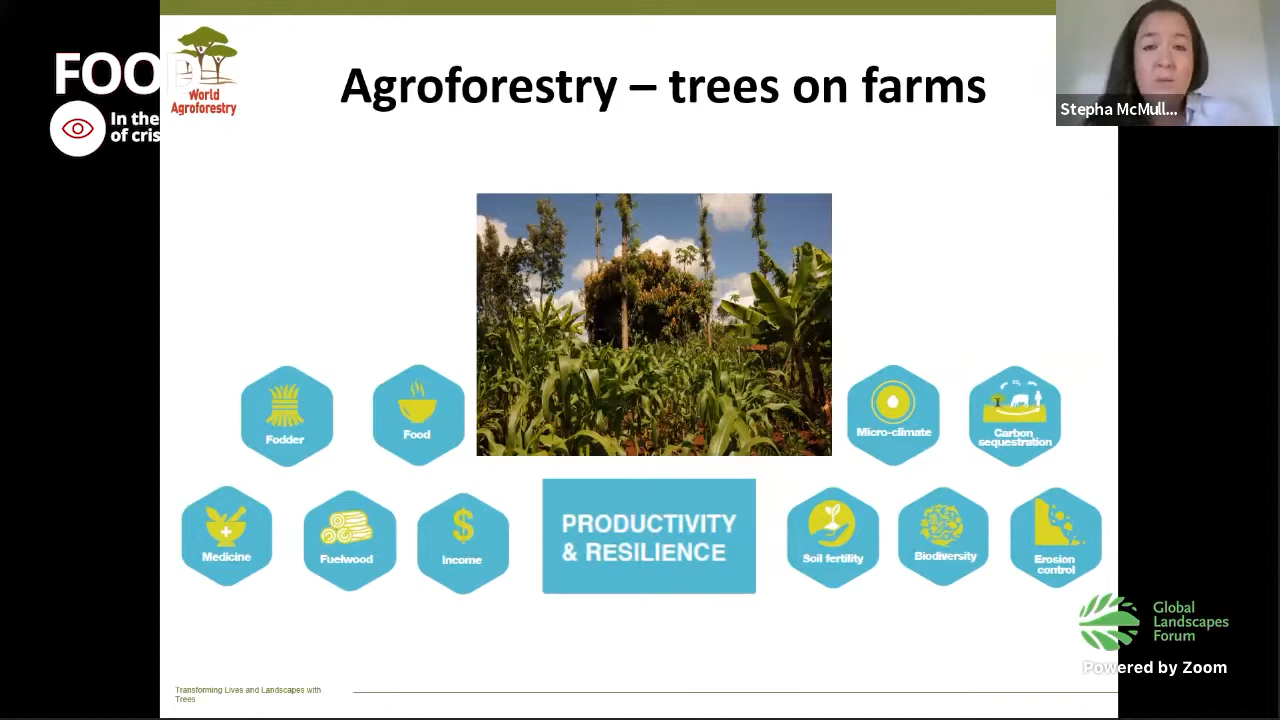 FOOD
In the
of cris
World
Agroforestry
Agroforestry – trees on farms
Stepha McMull...
Fodder
Food
Micro-climate
Carbon
sequestration
Medicine
Fuelwood
Income
PRODUCTIVITY
& RESILIENCE
Soil fertility
Biodiversity
Erosion
control
Global
Landscapes
Forum
Powered by Zoom
Transforming Lives and Landscapes with
Trees